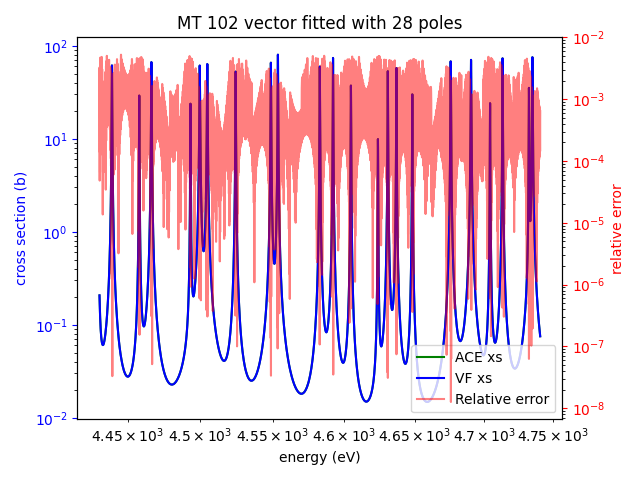 MT 102 vector fitted with 28 poles
10²
10¹
10⁰
10⁻¹
10⁻²
cross section (b)
10⁻²
10⁻³
10⁻⁴
10⁻⁵
10⁻⁶
10⁻⁷
10⁻⁸
relative error
ACE xs
VF xs
Relative error
4.45 × 10³ 4.5 × 10³ 4.55 × 10³ 4.6 × 10³ 4.65 × 10³ 4.7 × 10³ 4.75 × 10³
energy (eV)